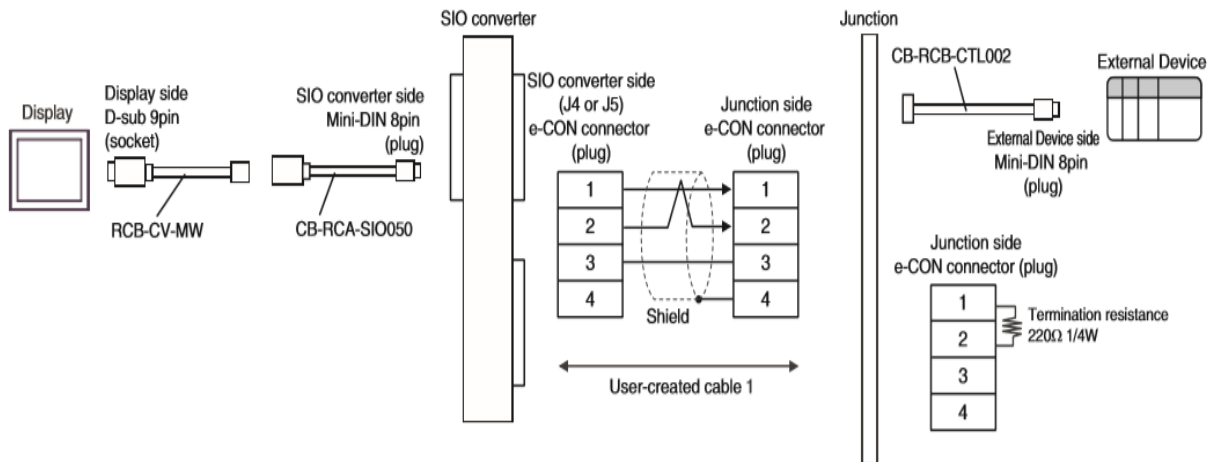 SIO converter
Junction
Display
Display side
D-sub 9pin
(socket)
RCB-CV-MW
SIO converter side
Mini-DIN 8pin
(plug)
CB-RCA-SIO050
SIO converter side
(J4 or J5)
e-CON connector
(plug)
1
2
3
4
Junction side
e-CON connector
(plug)
1
2
3
4
Shield
User-created cable 1
CB-RCB-CTL002
External Device
External Device side
Mini-DIN 8pin
(plug)
Junction side
e-CON connector (plug)
1
2
3
4
Termination resistance
220Ω 1/4W